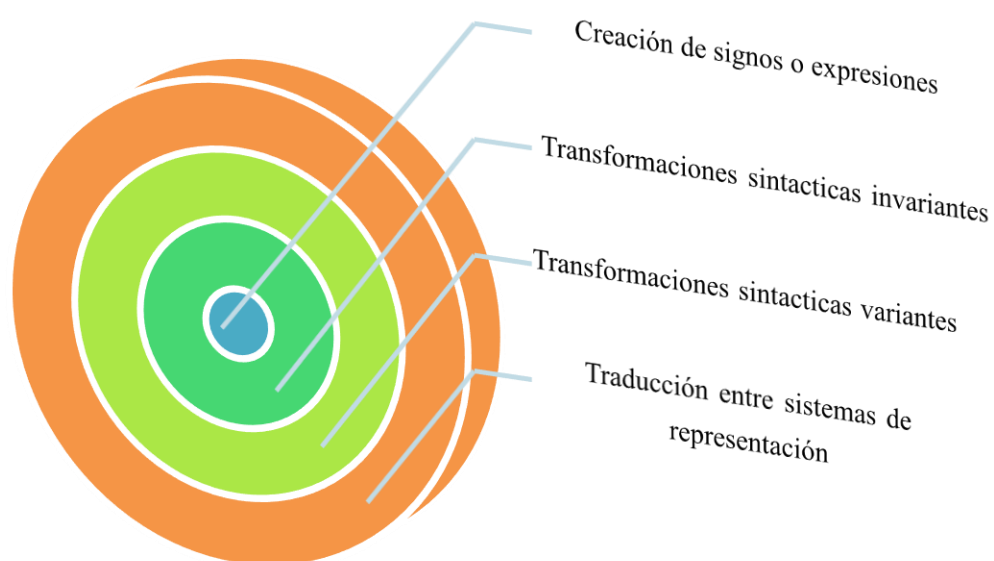 Creación de signos o expresiones
Transformaciones sintacticas invariantes
Transformaciones sintacticas variantes
Traducción entre sistemas de
representación